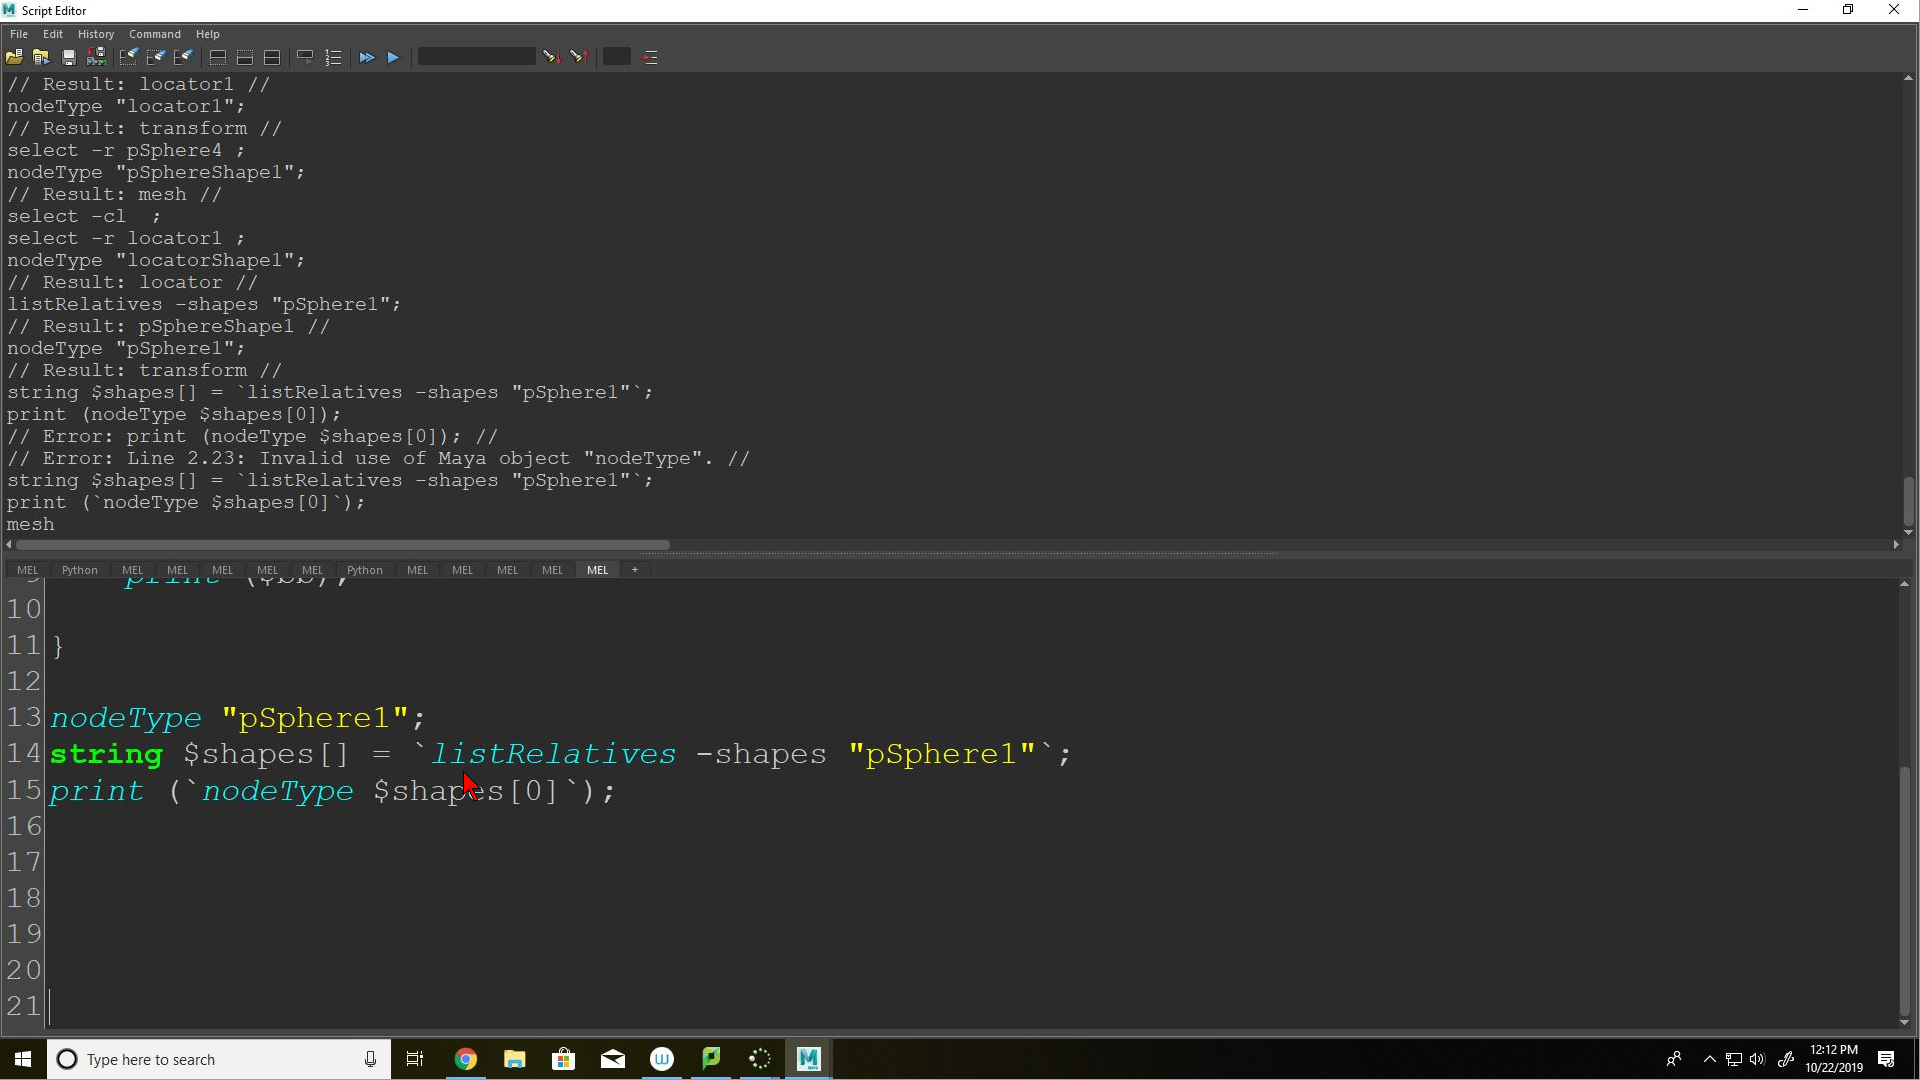 Script Editor
File Edit History Command Help
// Result: locator1 //
nodeType "locator1";
// Result: transform //
select -r pSphere4 ;
nodeType "pSphereShape1";
// Result: mesh //
select -cl  ;
select -r locator1 ;
nodeType "locatorShape1";
// Result: locator //
listRelatives -shapes "pSphere1";
// Result: pSphereShape1 //
nodeType "pSphere1";
// Result: transform //
string $shapes[] = `listRelatives -shapes "pSphere1"`;
print (nodeType $shapes[0]);
// Error: print (nodeType $shapes[0]); //
// Error: Line 2.23: Invalid use of Maya object "nodeType". //
string $shapes[] = `listRelatives -shapes "pSphere1"`;
print (`nodeType $shapes[0]`);
mesh
MEL Python MEL MEL MEL MEL MEL Python MEL MEL MEL MEL MEL +
9 print ($bb);
10
11 }
12
13 nodeType "pSphere1";
14 string $shapes[] = `listRelatives -shapes "pSphere1"`;
15 print (`nodeType $shapes[0]`);
16
17
18
19
20
21
Type here to search
12:12 PM
10/22/2019